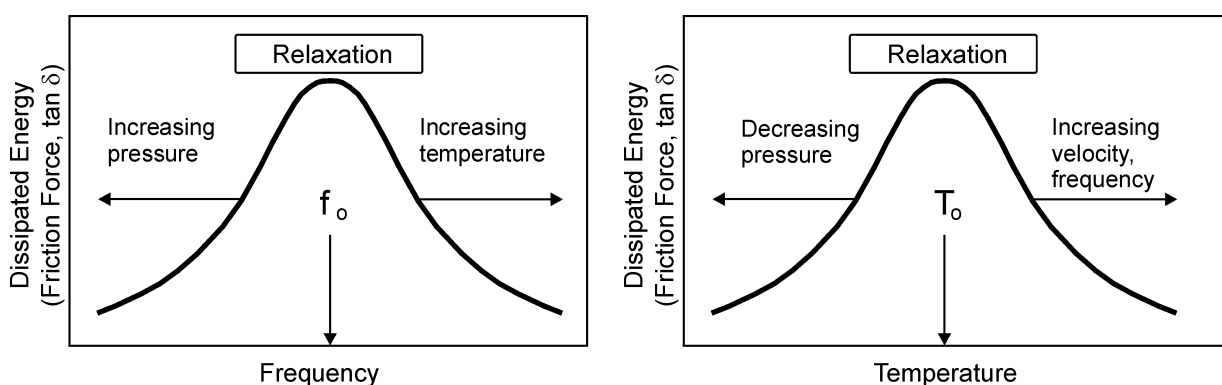 Dissipated Energy
(Friction Force, tan δ)
Relaxation
Increasing
pressure
Increasing
temperature
f o
Frequency
Dissipated Energy
(Friction Force, tan δ)
Relaxation
Decreasing
pressure
Increasing
velocity,
frequency
To
Temperature